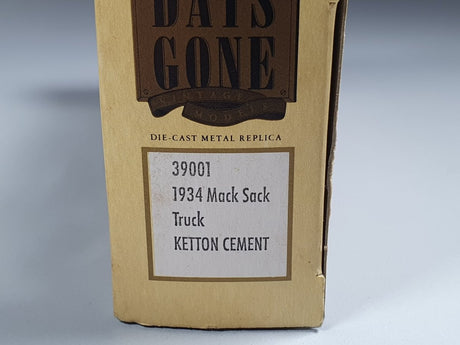 DAYS
GONE
VINTAGE
MODELS
DIE-CAST METAL REPLICA
39001
1934 Mack Sack
Truck
KETTON CEMENT